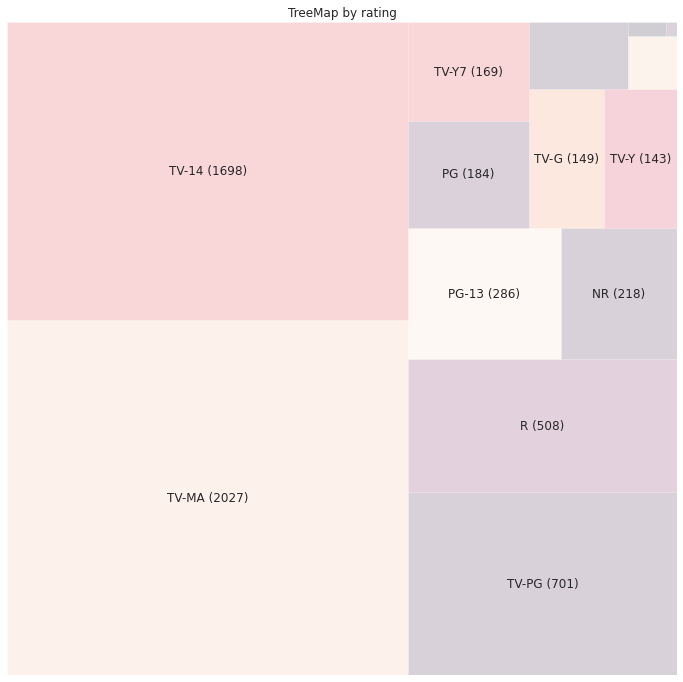 TreeMap by rating
TV-Y7 (169)
TV-G (149)
TV-Y (143)
TV-14 (1698)
PG (184)
PG-13 (286)
NR (218)
R (508)
TV-MA (2027)
TV-PG (701)